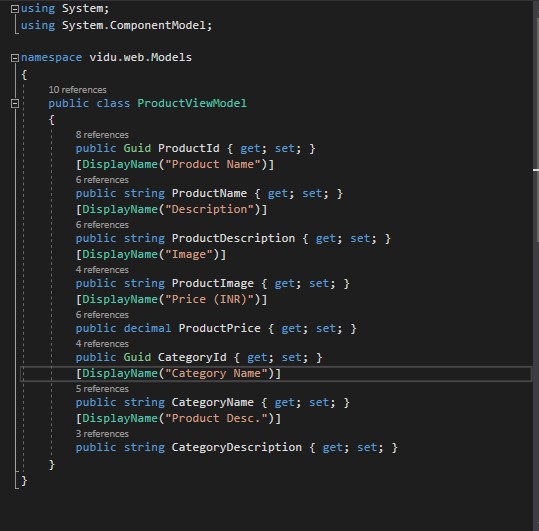 using System;
using System.ComponentModel;
namespace vidu.web.Models
{
10 references
public class ProductViewModel
{
8 references
public Guid ProductId { get; set; }
[DisplayName("Product Name")]
6 references
public string ProductName { get; set; }
[DisplayName("Description")]
6 references
public string ProductDescription { get; set; }
[DisplayName("Image")]
4 references
public string ProductImage { get; set; }
[DisplayName("Price (INR)")]
6 references
public decimal ProductPrice { get; set; }
4 references
public Guid CategoryId { get; set; }
[DisplayName("Category Name")]
5 references
public string CategoryName { get; set; }
[DisplayName("Product Desc.")]
3 references
public string CategoryDescription { get; set; }
}
}